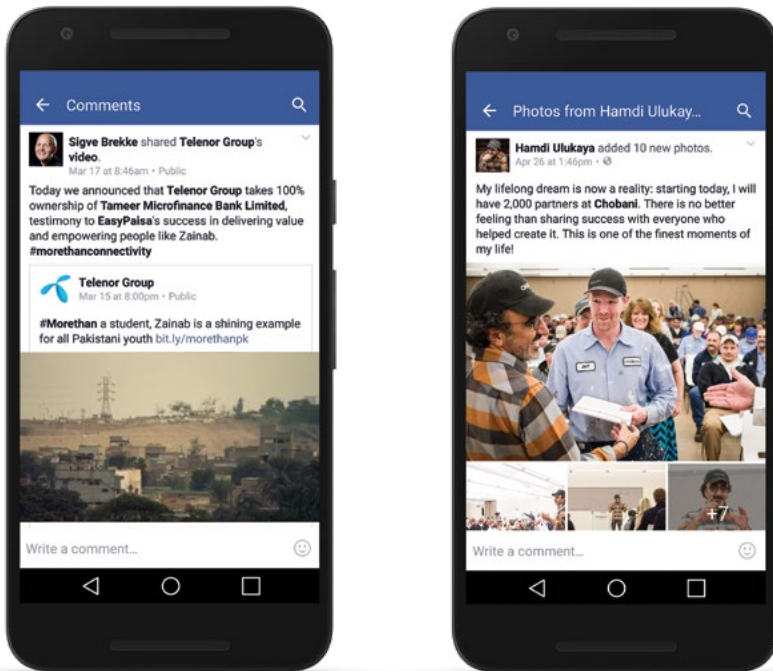 Comments
Sigve Brekke shared Telenor Group's
video.
Mar 17 at 8:46am • Public
Today we announced that Telenor Group takes 100%
ownership of Tameer Microfinance Bank Limited,
testimony to EasyPaisa's success in delivering value
and empowering people like Zainab.
#morethanconnectivity
Telenor Group
Mar 15 at 8:00pm • Public
#Morethan a student, Zainab is a shining example
for all Pakistani youth bit.ly/morethanpk
Write a comment...
Photos from Hamdi Ulukay...
Hamdi Ulukaya added 10 new photos.
Apr 26 at 1:46pm •
My lifelong dream is now a reality: starting today, I will
have 2,000 partners at Chobani. There is no better
feeling than sharing success with everyone who
helped create it. This is one of the finest moments of
my life!
+7
Write a comment...